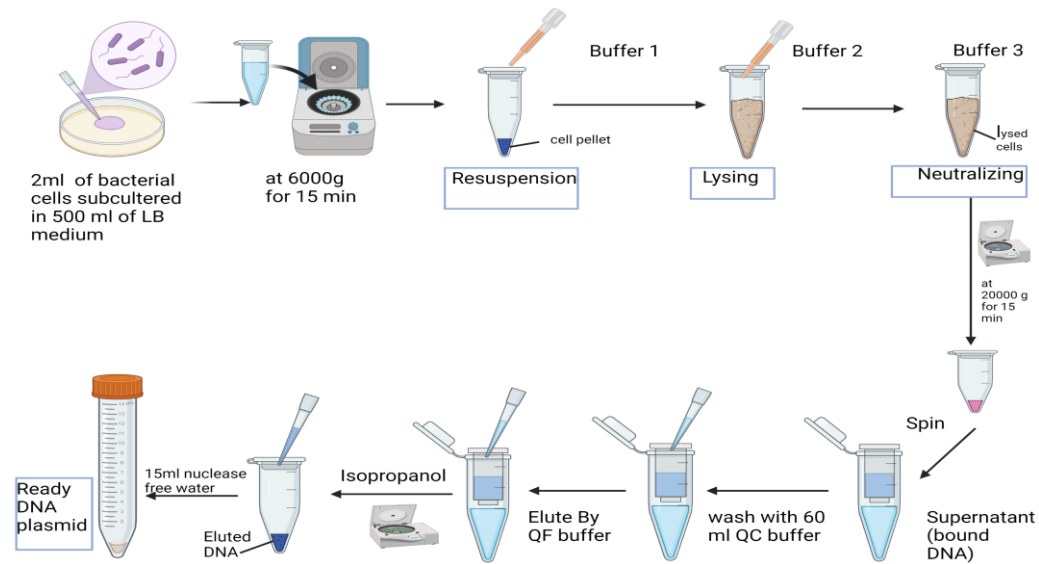 Buffer 1
Buffer 2
Buffer 3
cell pellet
lysed
cells
2ml of bacterial
cells subcultered
in 500 ml of LB
medium
at 6000g
for 15 min
Resuspension
Lysing
Neutralizing
at
20000 g
for 15
min
Spin
Supernatant
(bound
DNA)
wash with 60
ml QC buffer
Elute By
QF buffer
Isopropanol
Eluted
DNA
15ml nuclease
free water
Ready
DNA
plasmid